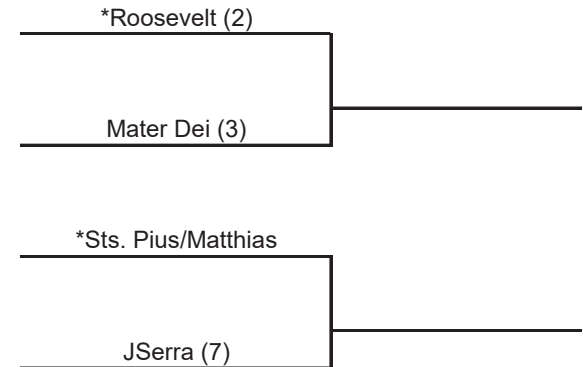 *Roosevelt (2)
Mater Dei (3)
*Sts. Pius/Matthias
JSerra (7)